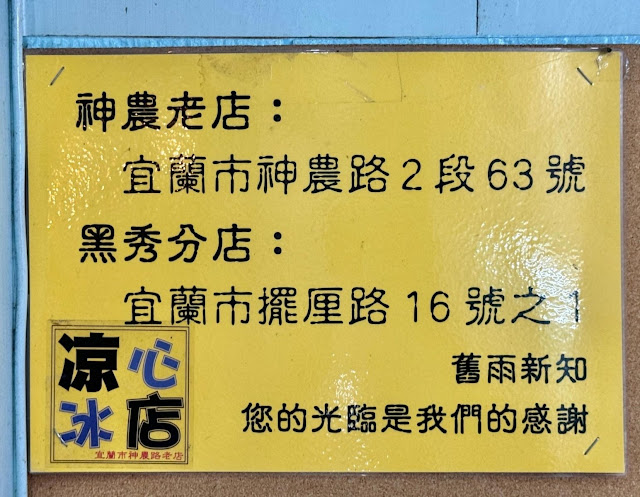 神農老店：
宜蘭市神農路2段63號
黑秀分店：
宜蘭市擺厘路16號之1
舊雨新知
您的光臨是我們的感謝
凉心
冰店
宜蘭市神農路老店